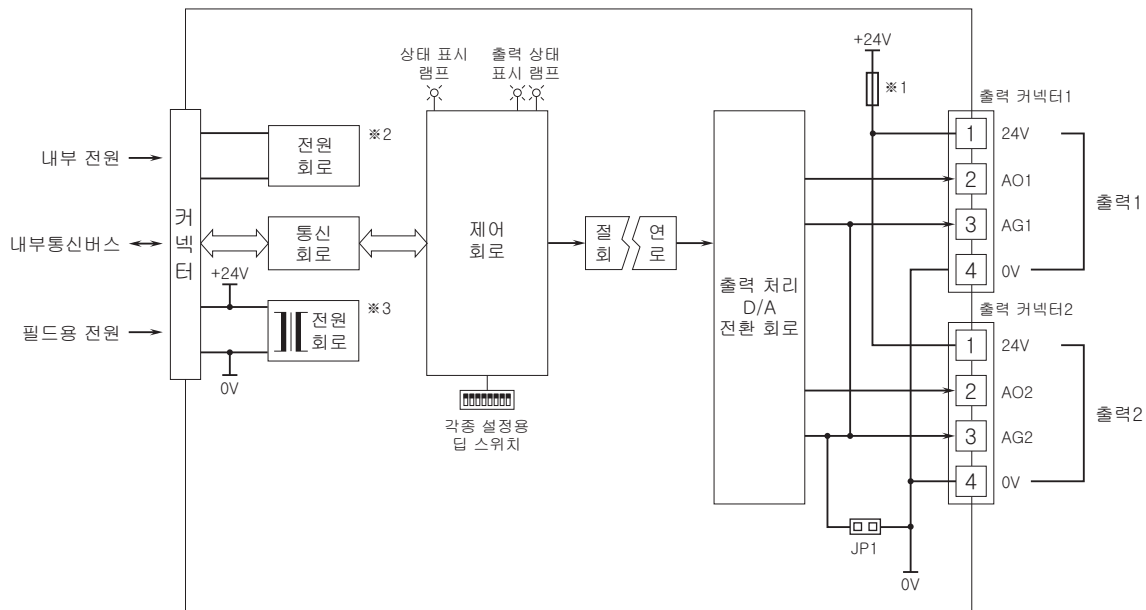 상태 표시
램프
출력 상태
표시 램프
+24V
※1
출력 커넥터1
내부 전원
전원
회로
※2
1
24V
2
AO1
출력1
커
넥
터
제어
회로
내부통신버스
통신
회로
절
회
연
로
3
AG1
4
0V
+24V
출력 처리
D/A
전환 회로
출력 커넥터2
필드용 전원
전원
회로
※3
0V
1
24V
2
AO2
출력2
각종 설정용
딥 스위치
3
AG2
4
0V
JP1
0V